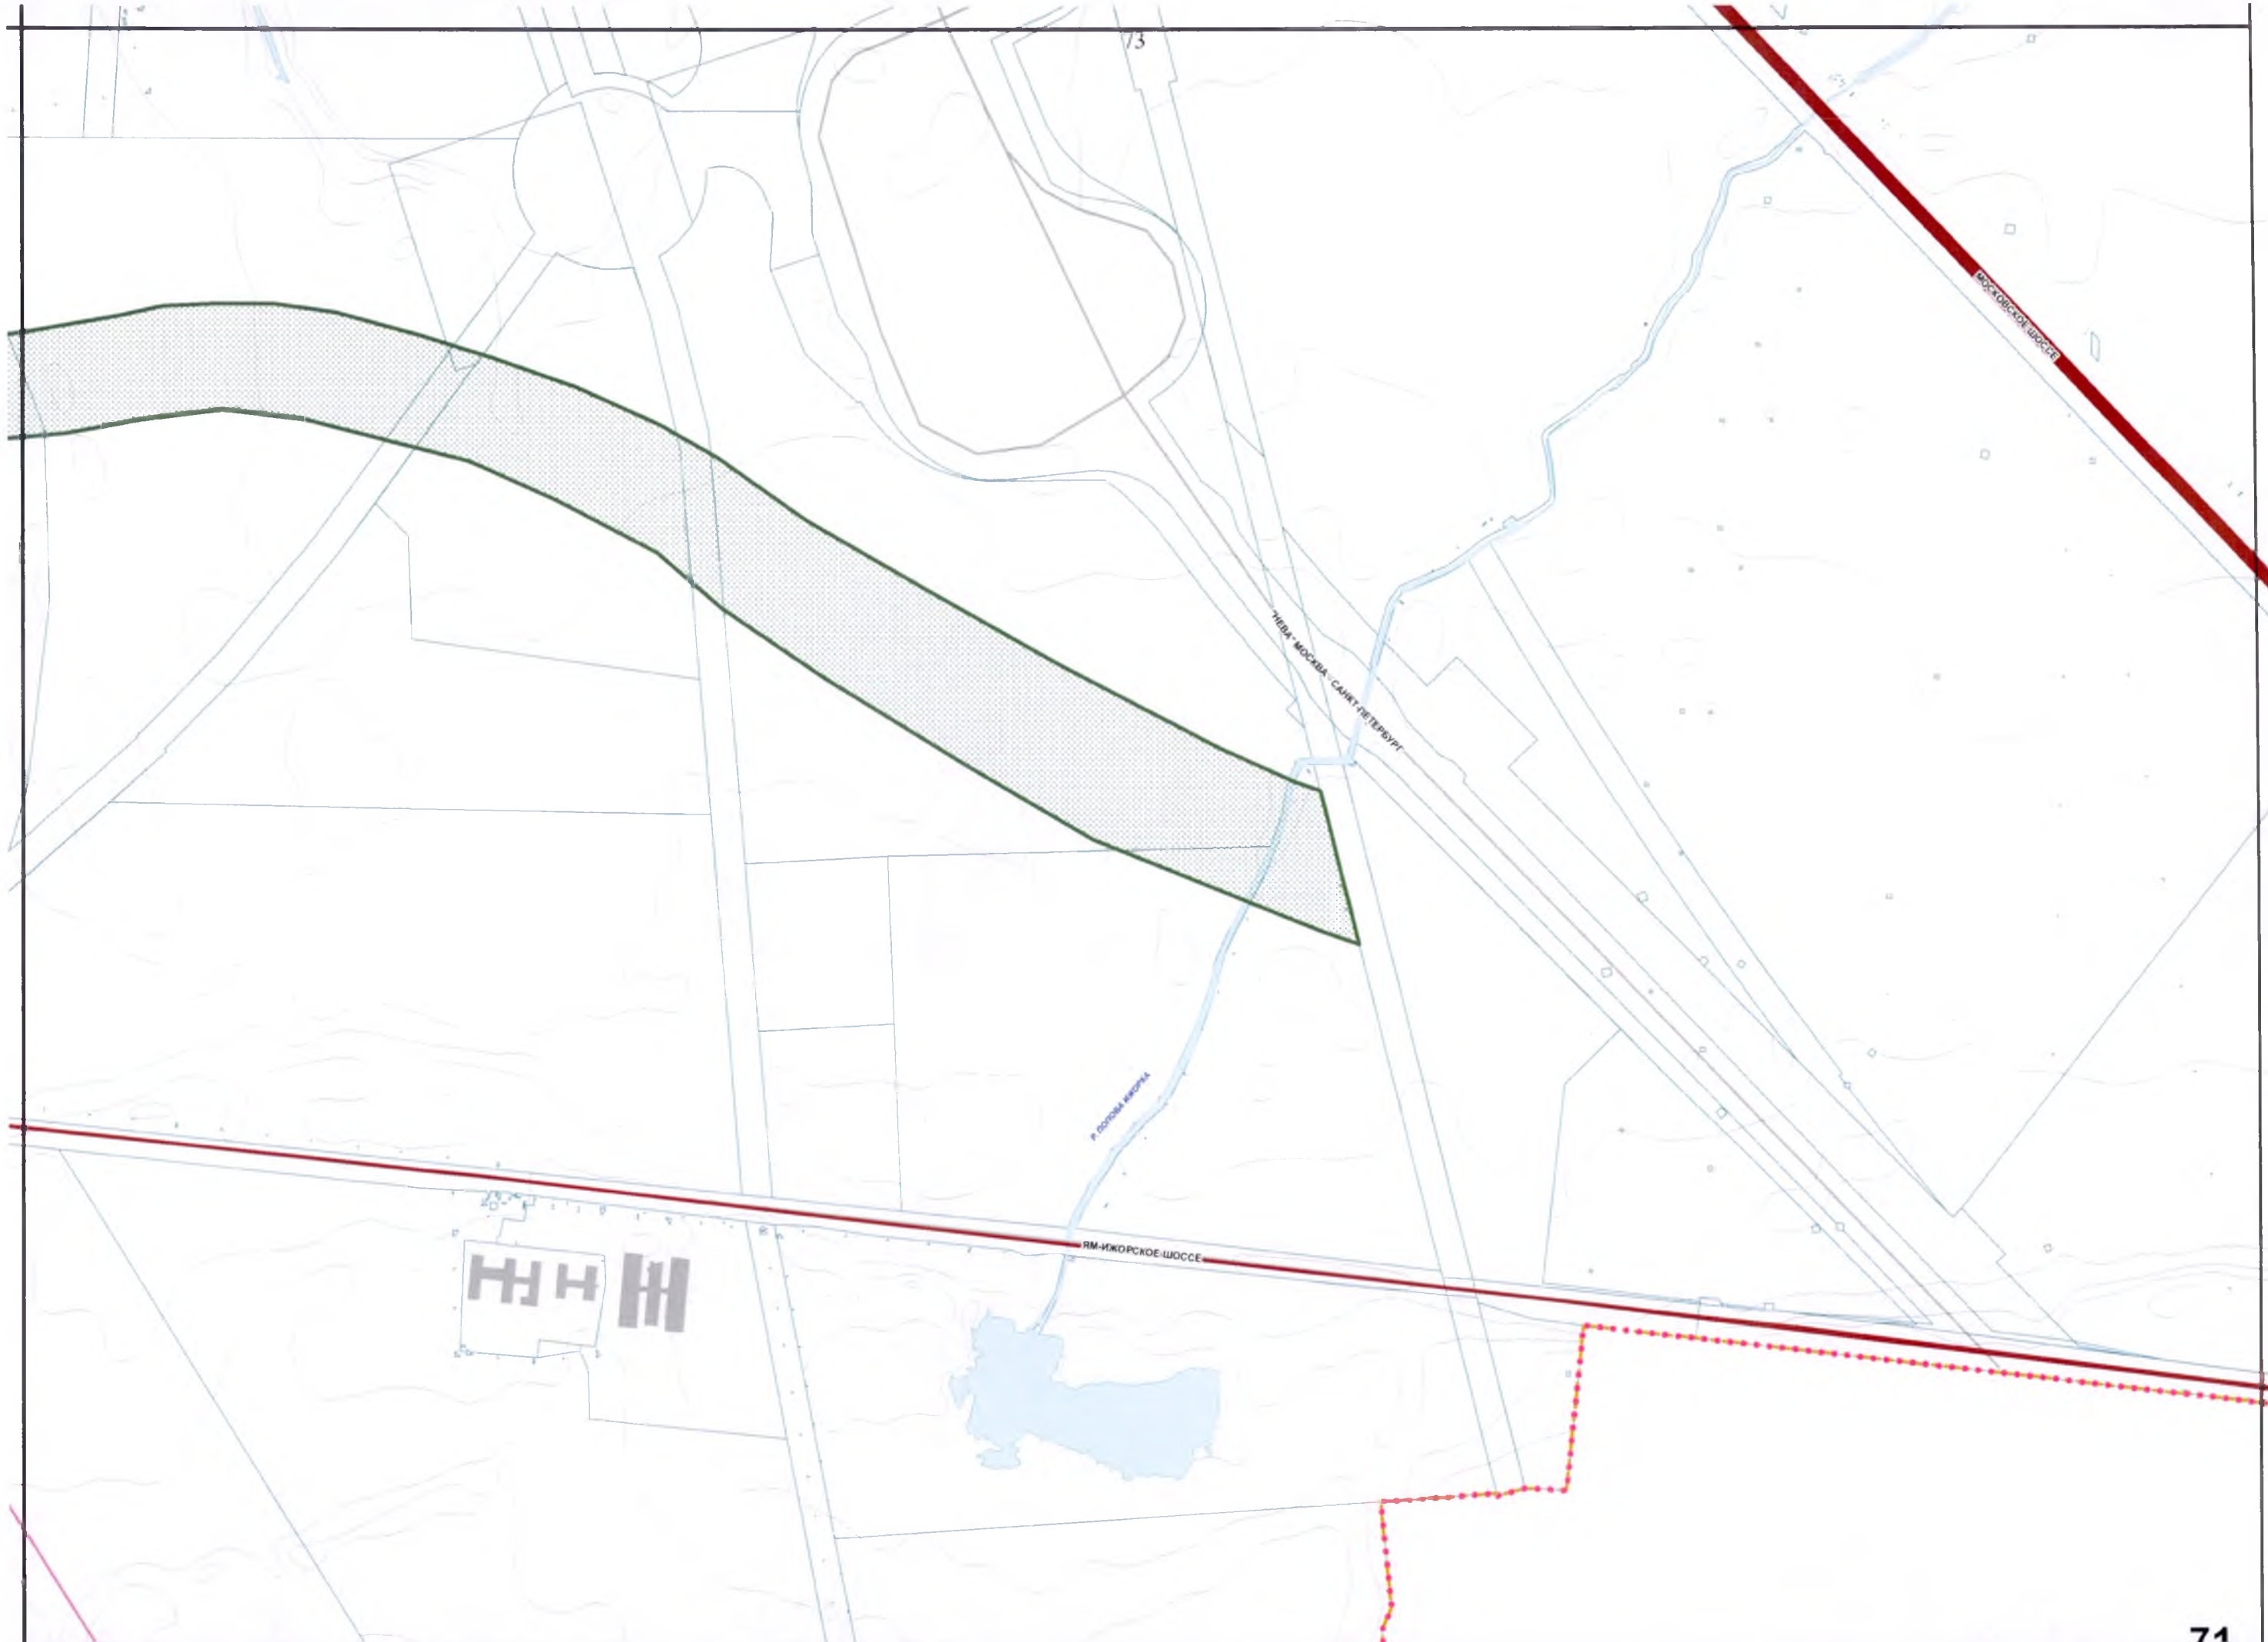 73
МОСКОВСКОЕ ШОССЕ
"НЕВА" МОСКВА - САНКТ-ПЕТЕРБУРГ
Р. ПОПОВА ИЖОРКА
ЯМ-ИЖОРСКОЕ ШОССЕ
71